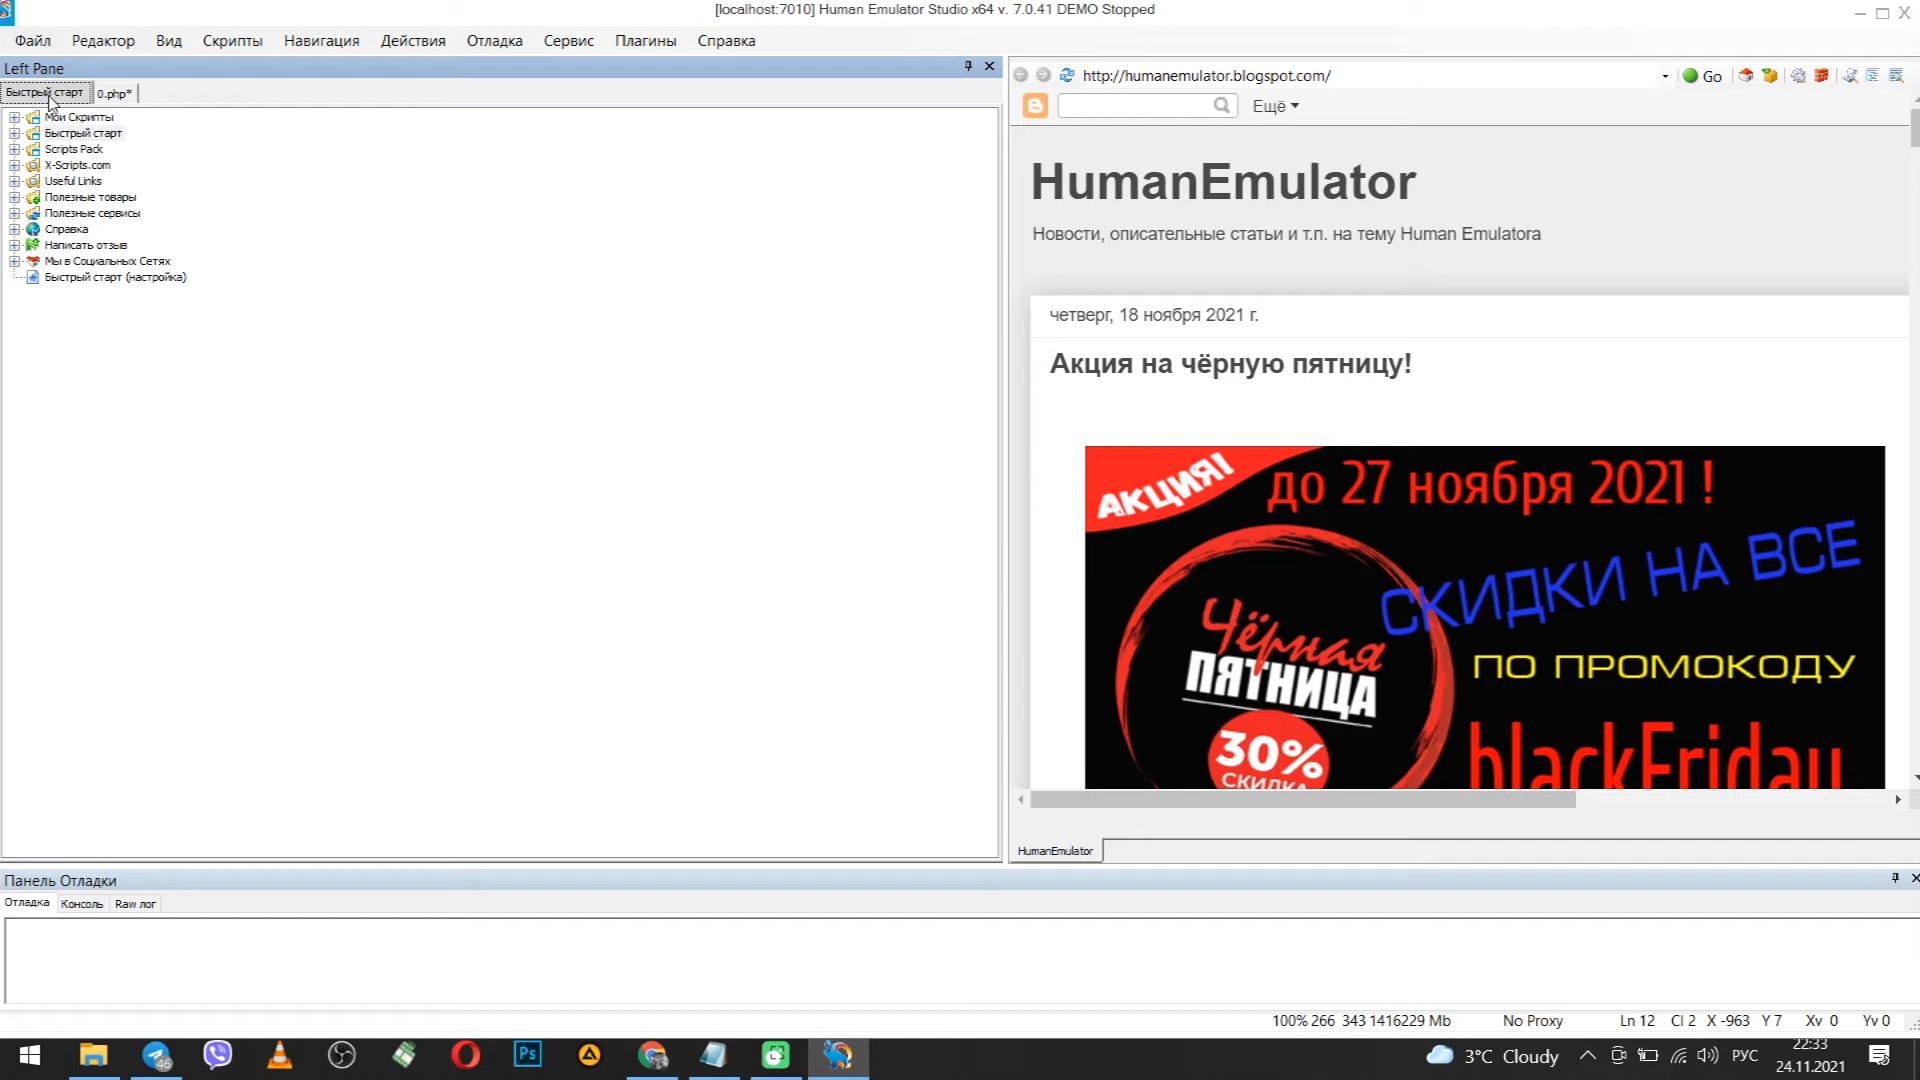 [localhost:7010] Human Emulator Studio x64 v. 7.0.41 DEMO Stopped
Файл Редактор Вид Скрипты Навигация Действия Отладка Сервис Плагины Справка
Left Pane
Быстрый старт 0.php*
Мои Скрипты
Быстрый старт
Scripts Pack
X-Scripts.com
Useful Links
Полезные товары
Полезные сервисы
Справка
Написать отзыв
Мы в Социальных Сетях
Быстрый старт (настройка)
http://humanemulator.blogspot.com/ Go
Ещё
HumanEmulator
Новости, описательные статьи и т.п. на тему Human Emulatora
четверг, 18 ноября 2021 г.
Акция на чёрную пятницу!
АКЦИЯ! до 27 ноября 2021 !
СКИДКИ НА ВСЕ
Чёрная
ПЯТНИЦА
ПО ПРОМОКОДУ
30%
СКИДКА
blackFriday
HumanEmulator
Панель Отладки
Отладка Консоль Raw лог
100% 266 343 1416229 Mb No Proxy Ln 12 Cl 2 X -963 Y 7 Xv 0 Yv 0
46 Ps 3°C Cloudy РУС 22:33
24.11.2021